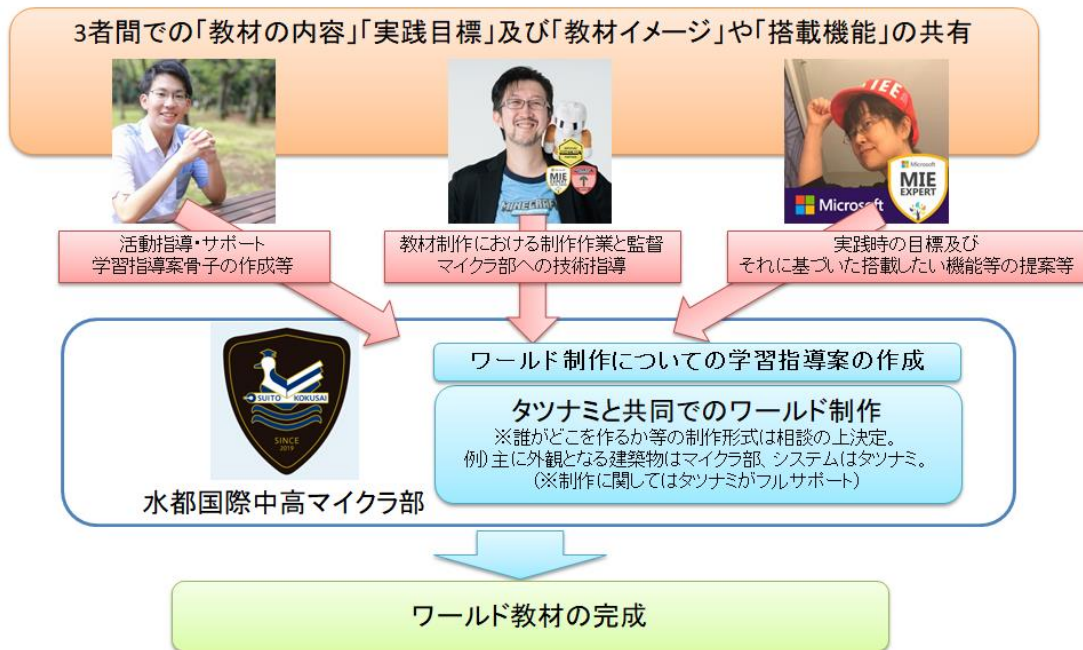 3者間での「教材の内容」「実践目標」及び「教材イメージ」や「搭載機能」の共有
MINECRAFT
TEE
Microsoft
MIE
EXPERT
Microsoft
活動指導・サポート
学習指導案骨子の作成等
教材制作における制作作業と監督
マイクラ部への技術指導
実践時の目標及び
それに基づいた搭載したい機能等の提案等
SUITO KOKUSAI
SINCE
2019
水都国際中高マイクラ部
ワールド制作についての学習指導案の作成
タツナミと共同でのワールド制作
※誰がどこを作るか等の制作形式は相談の上決定。
例)主に外観となる建築物はマイクラ部、システムはタツナミ。
(※制作に関してはタツナミがフルサポート)
ワールド教材の完成